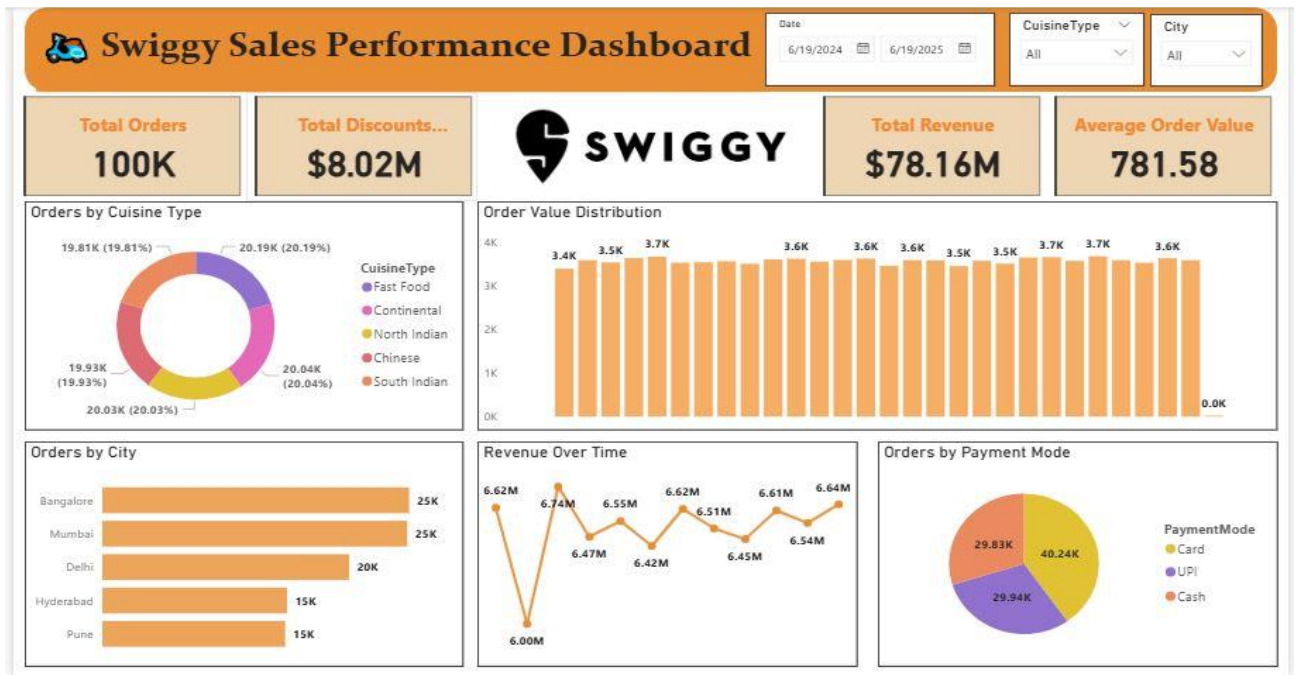 Swiggy Sales Performance Dashboard
Date
6/19/2024 6/19/2025
CuisineType
All
City
All
Total Orders
100K
Total Discounts...
$8.02M
SWIGGY
Total Revenue
$78.16M
Average Order Value
781.58
Orders by Cuisine Type
19.81K (19.81%)
20.19K (20.19%)
19.93K
(19.93%)
20.04K
(20.04%)
20.03K (20.03%)
CuisineType
Fast Food
Continental
North Indian
Chinese
South Indian
Order Value Distribution
4K
3K
2K
1K
0K
3.4K 3.5K 3.7K 3.6K 3.6K 3.6K 3.5K 3.5K 3.7K 3.7K 3.6K 0.0K
Orders by City
Bangalore 25K
Mumbai 25K
Delhi 20K
Hyderabad 15K
Pune 15K
Revenue Over Time
6.62M 6.00M 6.74M 6.47M 6.55M 6.42M 6.62M 6.51M 6.45M 6.61M 6.54M 6.64M
Orders by Payment Mode
29.83K
40.24K
29.94K
PaymentMode
Card
UPI
Cash